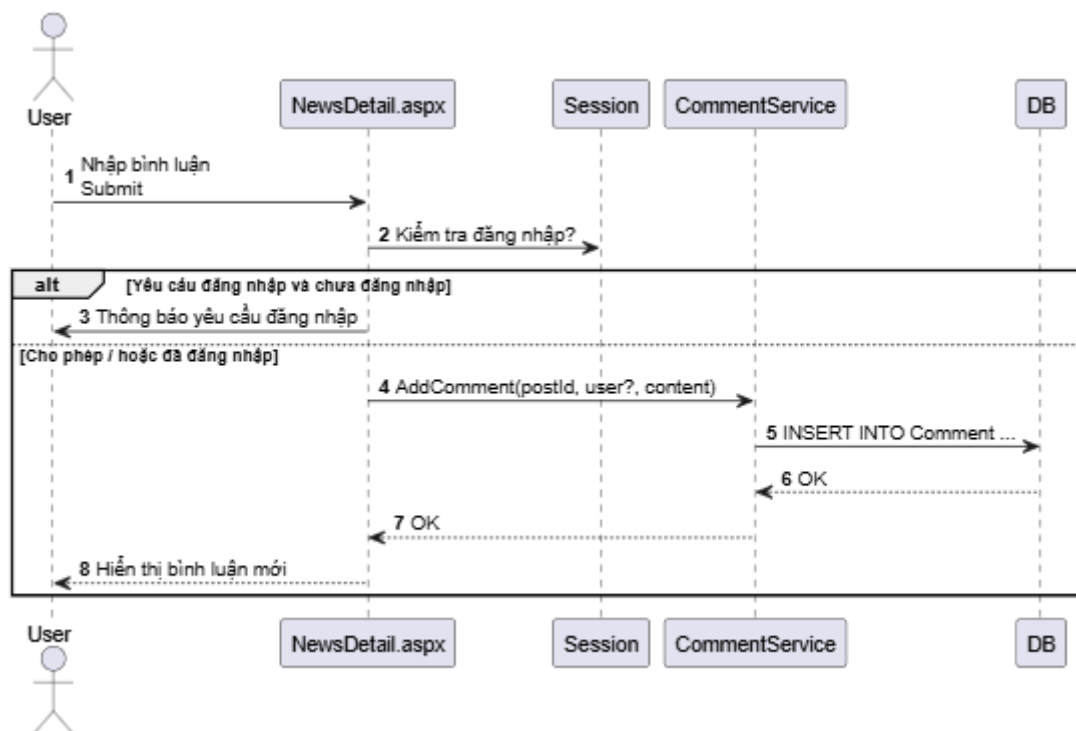 User
NewsDetail.aspx
Session
CommentService
DB
1 Nhập bình luận
Submit
2 Kiểm tra đăng nhập?
alt
[Yêu cầu đăng nhập và chưa đăng nhập]
3 Thông báo yêu cầu đăng nhập
[Cho phép / hoặc đã đăng nhập]
4 AddComment(postId, user?, content)
5 INSERT INTO Comment ...
6 OK
7 OK
8 Hiển thị bình luận mới
User
NewsDetail.aspx
Session
CommentService
DB